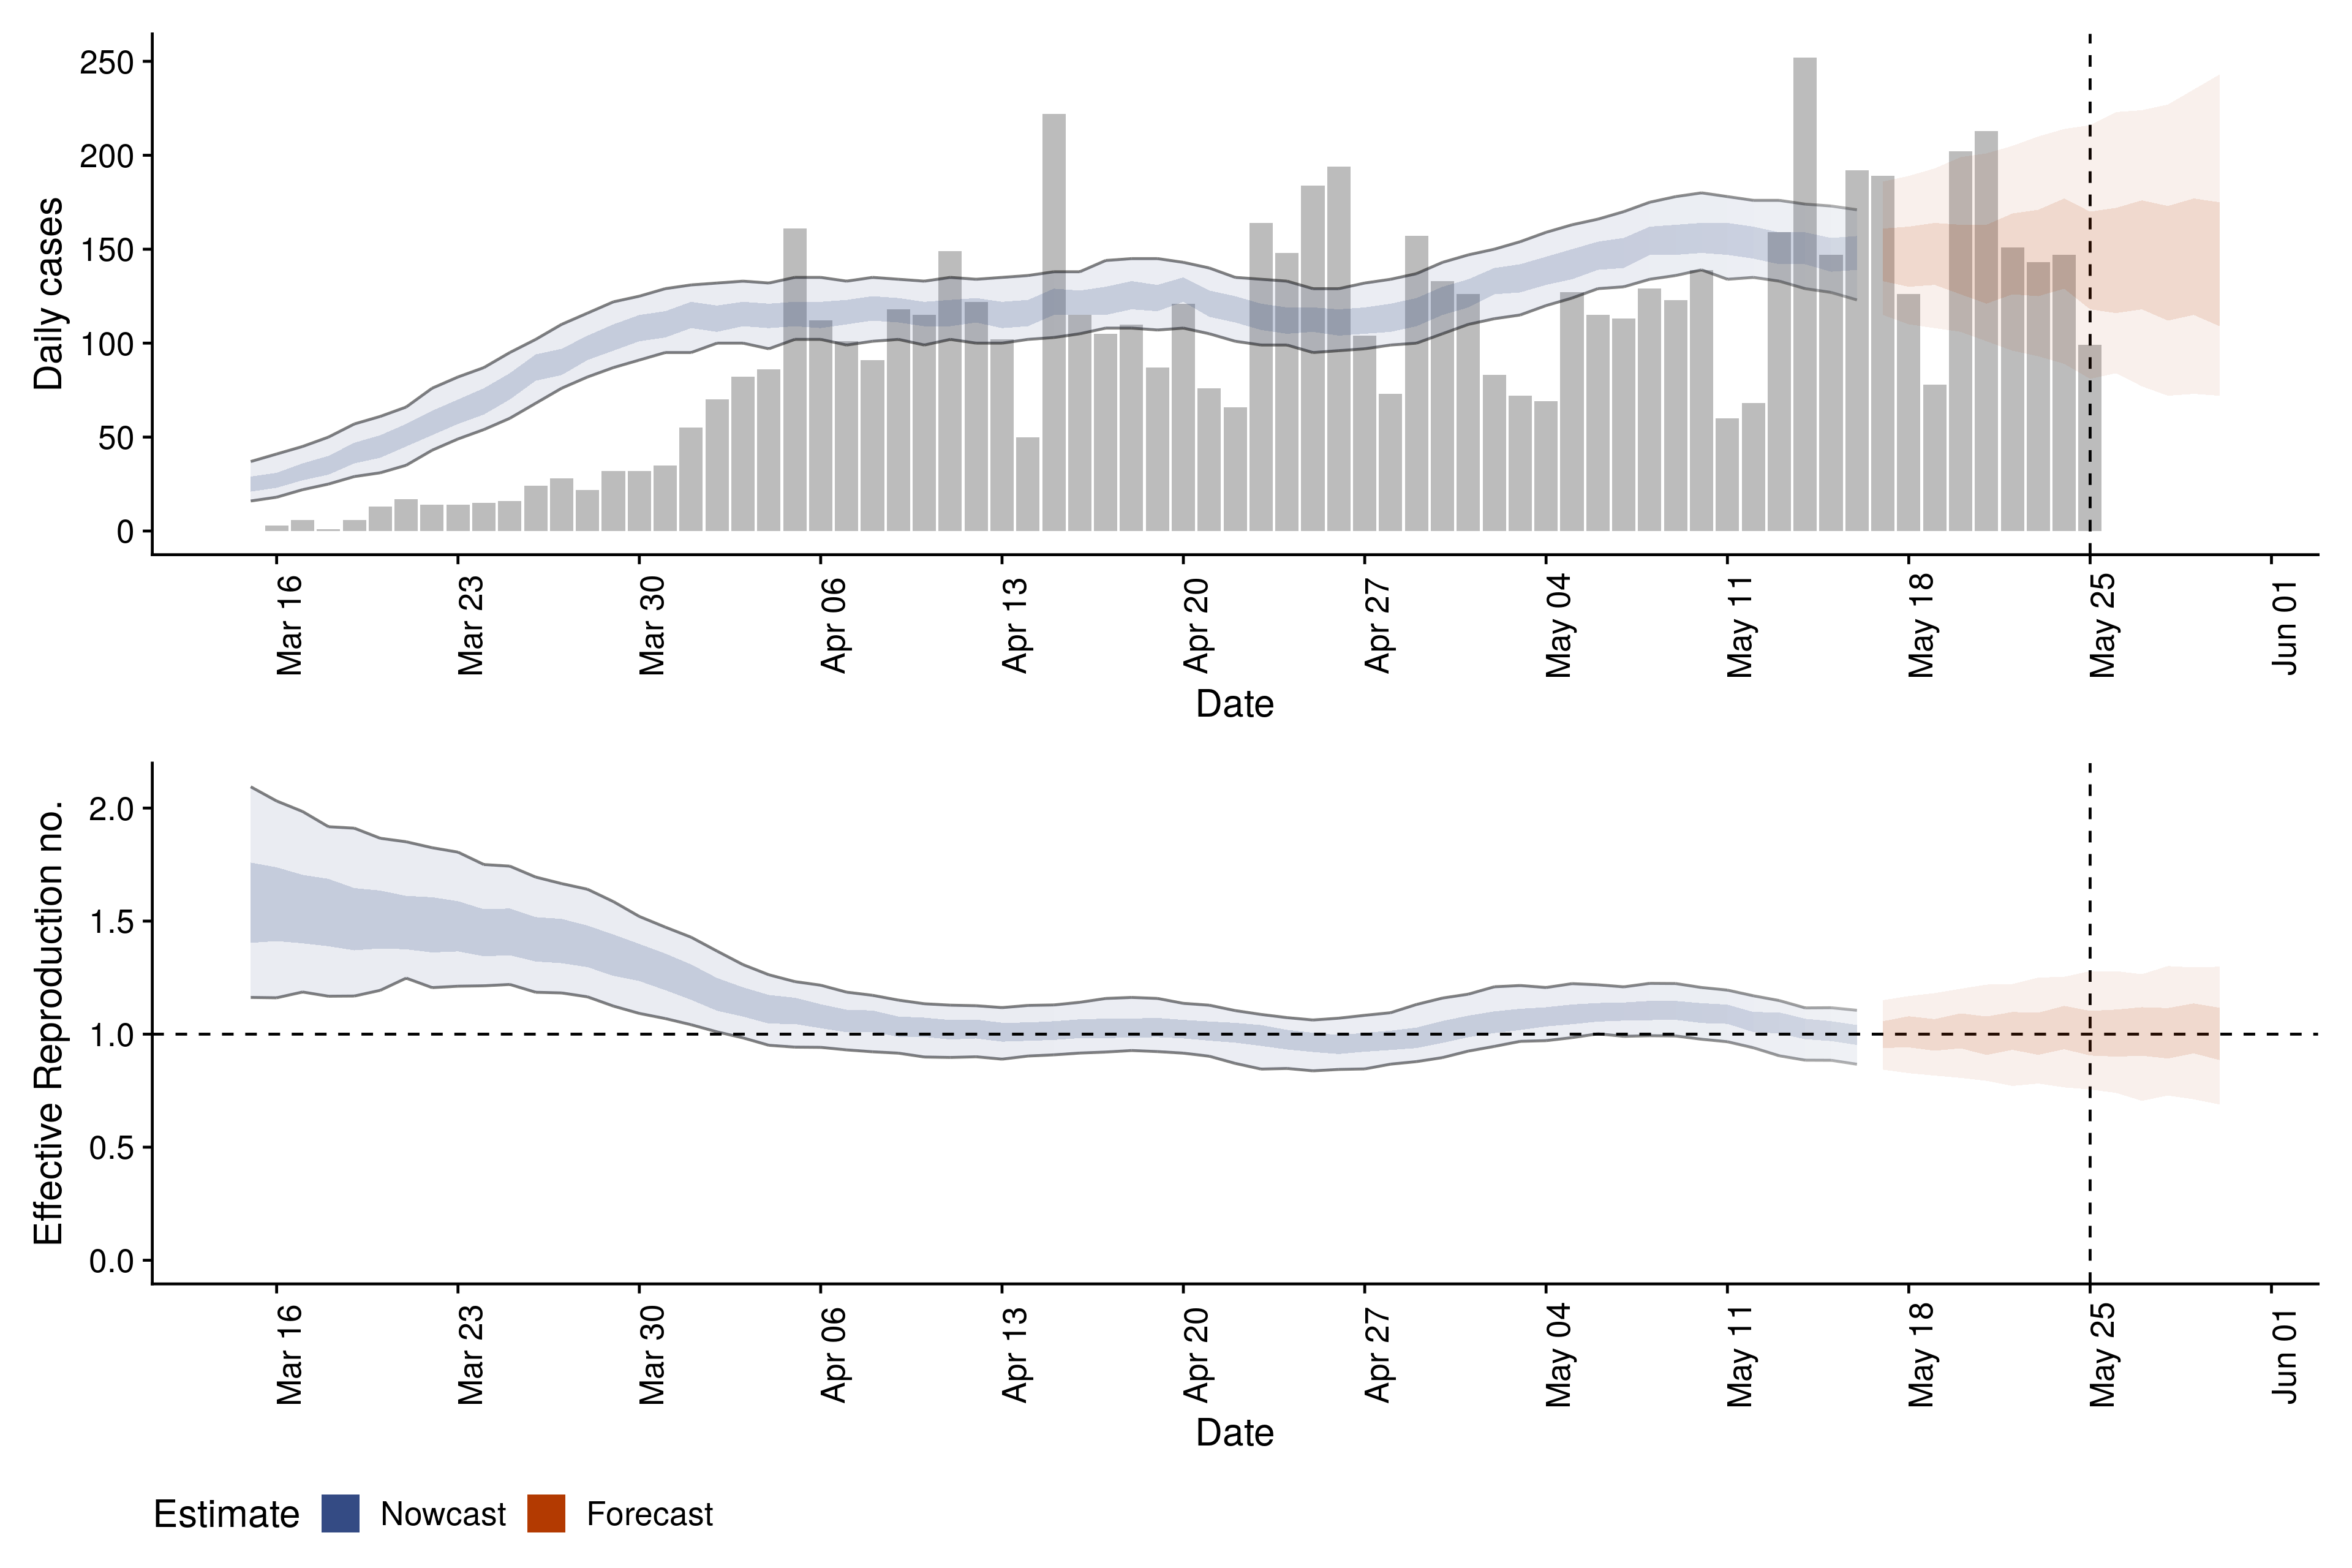 Daily cases
250
200
150
100
50
0
Mar 16
Mar 23
Mar 30
Apr 06
Apr 13
Apr 20
Apr 27
May 04
May 11
May 18
May 25
Jun 01
Date
Effective Reproduction no.
2.0
1.5
1.0
0.5
0.0
Mar 16
Mar 23
Mar 30
Apr 06
Apr 13
Apr 20
Apr 27
May 04
May 11
May 18
May 25
Jun 01
Date
Estimate Nowcast Forecast